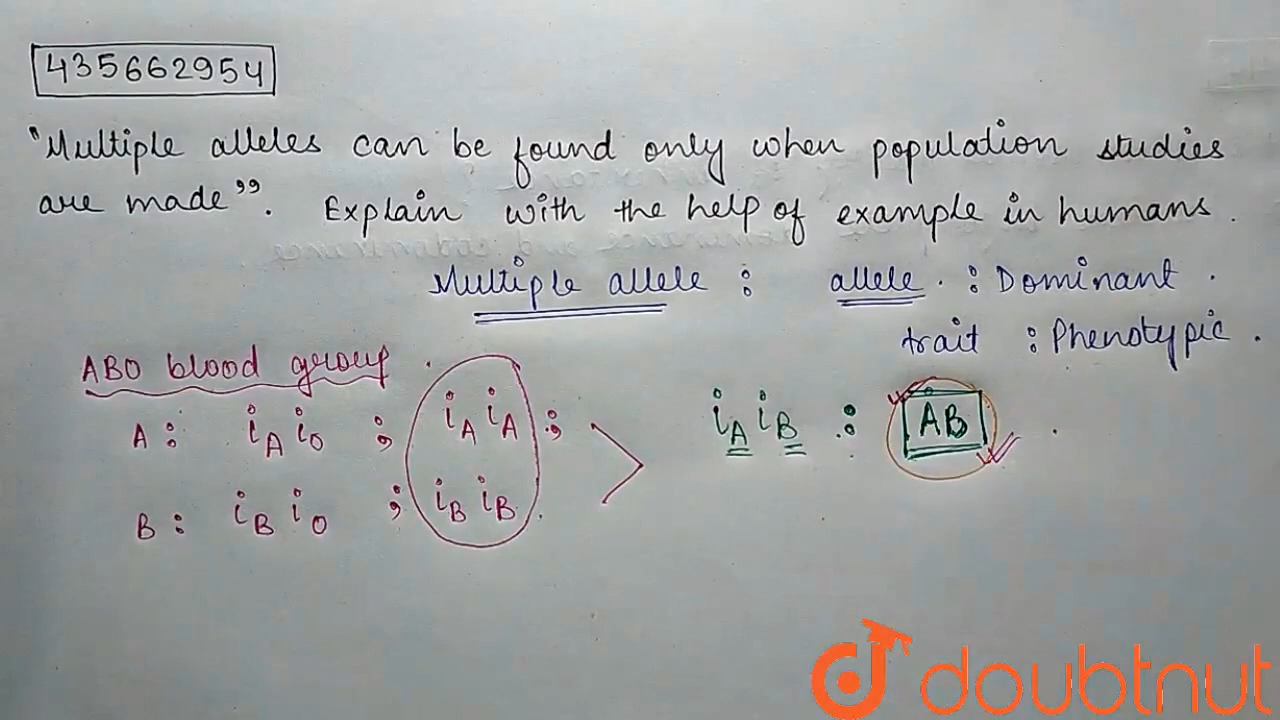 435662954
"Multiple alleles can be found only when population studies
are made". Explain with the help of example in humans.
Multiple allele : allele. : Dominant.
trait : Phenotypic.
ABO blood group.
A : iA iO ; iA iA : ; iA iB : AB .
B : iB iO ; iB iB.
doubtnut